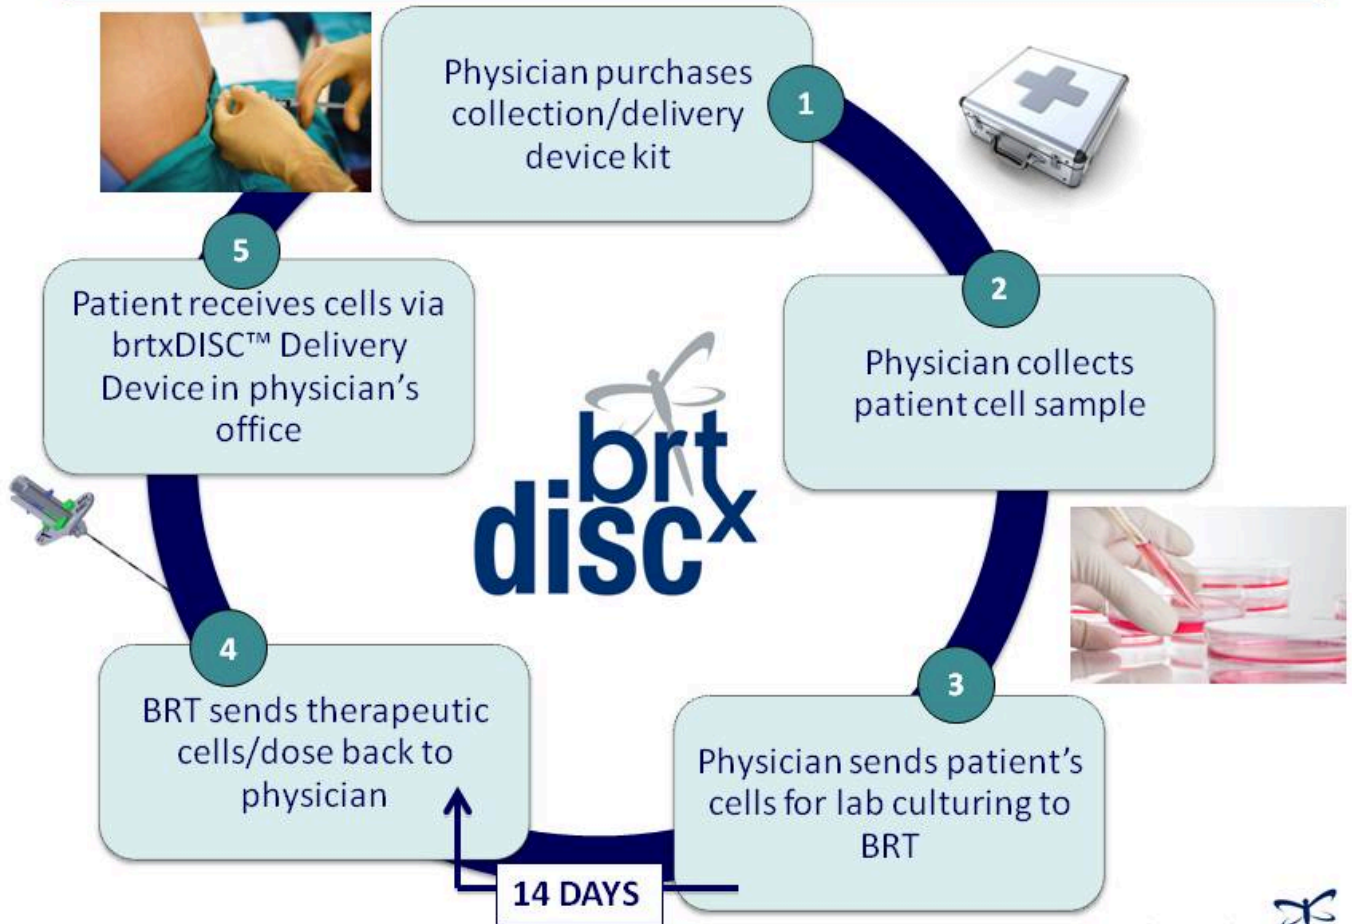 Physician purchases
collection/delivery
device kit
1
2
Physician collects
patient cell sample
3
Physician sends patient's
cells for lab culturing to
BRT
14 DAYS
4
BRT sends therapeutic
cells/dose back to
physician
5
Patient receives cells via
brtxDISC™ Delivery
Device in physician's
office
brt
disc
x